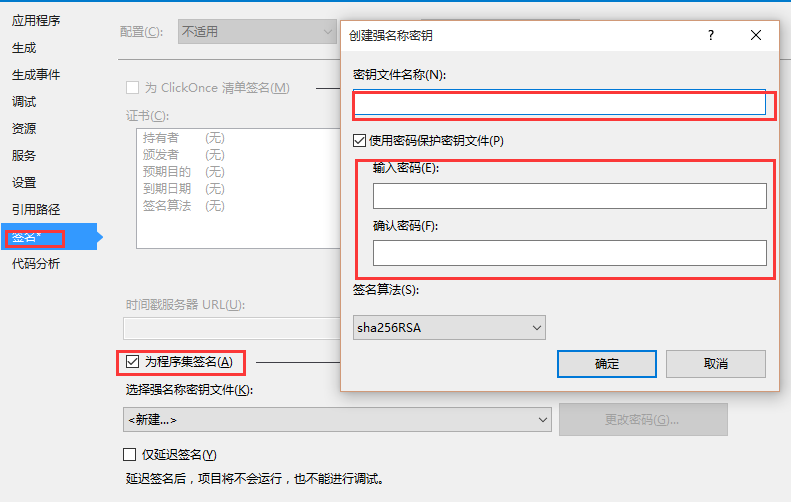 应用程序
生成
生成事件
调试
资源
服务
设置
引用路径
签名*
代码分析
配置(C):
不适用
为 ClickOnce 清单签名(M)
证书(C):
持有者 (无)
颁发者 (无)
预期目的 (无)
到期日期 (无)
签名算法 (无)
时间戳服务器 URL(U):
为程序集签名(A)
选择强名称密钥文件(K):
<新建...>
更改密码(G)...
仅延迟签名(Y)
延迟签名后，项目将不会运行，也不能进行调试。
创建强名称密钥
?
密钥文件名称(N):
使用密码保护密钥文件(P)
输入密码(E):
确认密码(F):
签名算法(S):
sha256RSA
确定
取消